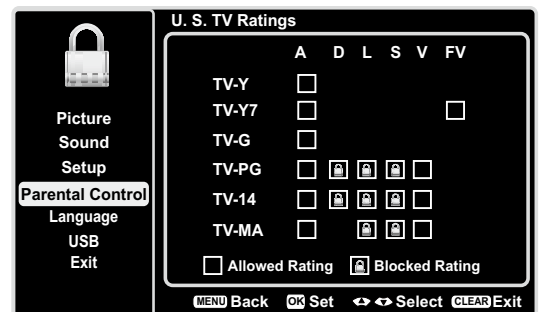 U. S. TV Ratings
A D L S V FV
TV-Y
TV-Y7
TV-G
TV-PG
TV-14
TV-MA
Allowed Rating Blocked Rating
MENU Back OK Set Select CLEAR Exit
Picture
Sound
Setup
Parental Control
Language
USB
Exit